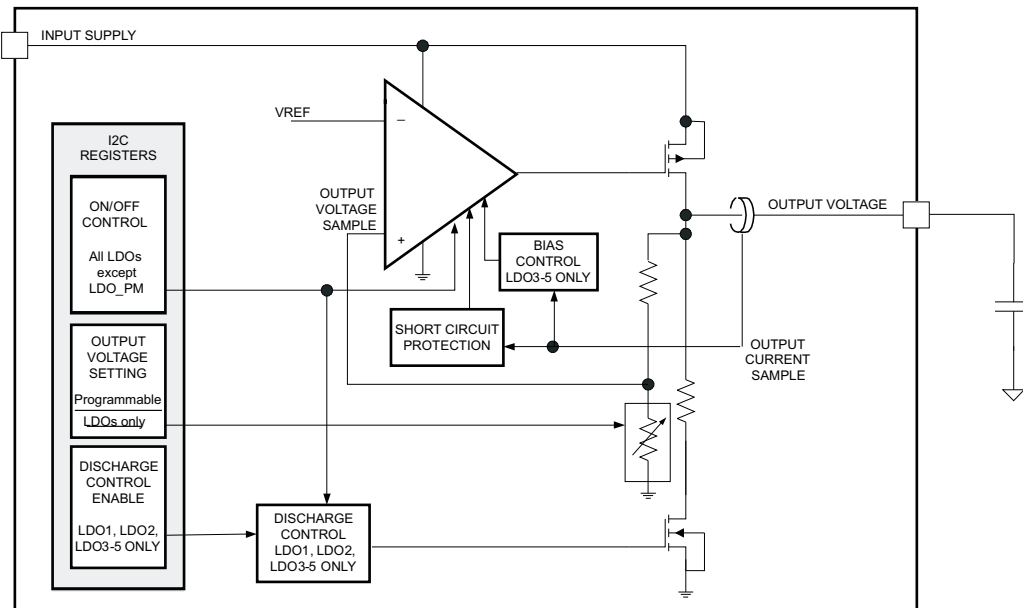 INPUT SUPPLY
VREF
−
+
OUTPUT
VOLTAGE
SAMPLE
I2C
REGISTERS
ON/OFF
CONTROL
All LDOs
except
LDO_PM
OUTPUT
VOLTAGE
SETTING
Programmable
LDOs only
DISCHARGE
CONTROL
ENABLE
LDO1, LDO2,
LDO3-5 ONLY
BIAS
CONTROL
LDO3-5 ONLY
SHORT CIRCUIT
PROTECTION
OUTPUT VOLTAGE
OUTPUT
CURRENT
SAMPLE
DISCHARGE
CONTROL
LDO1, LDO2,
LDO3-5 ONLY